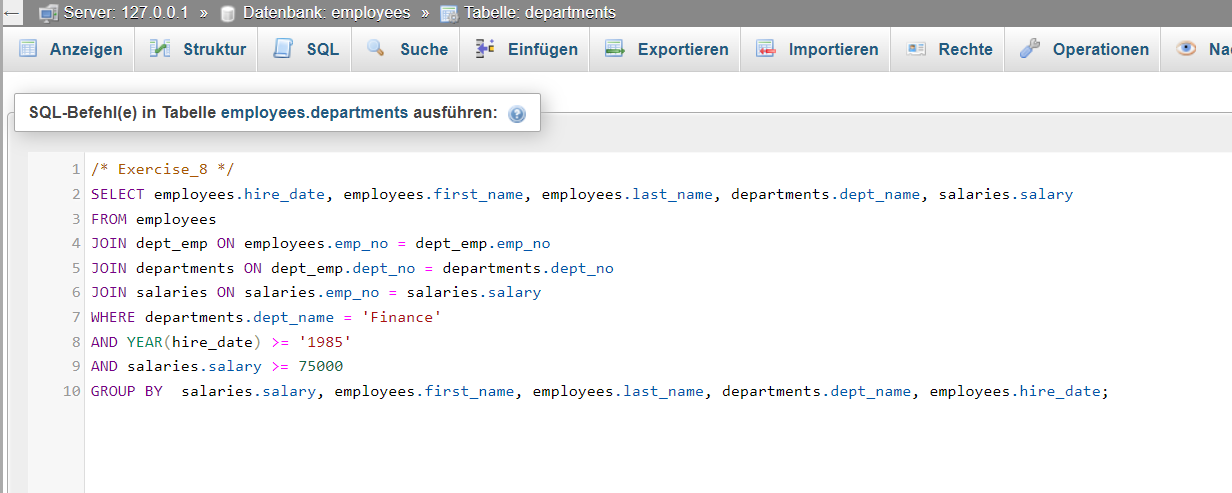 ← Server: 127.0.0.1 » Datenbank: employees » Tabelle: departments
Anzeigen Struktur SQL Suche Einfügen Exportieren Importieren Rechte Operationen Na
SQL-Befehl(e) in Tabelle employees.departments ausführen:
1 /* Exercise_8 */
2 SELECT employees.hire_date, employees.first_name, employees.last_name, departments.dept_name, salaries.salary
3 FROM employees
4 JOIN dept_emp ON employees.emp_no = dept_emp.emp_no
5 JOIN departments ON dept_emp.dept_no = departments.dept_no
6 JOIN salaries ON salaries.emp_no = salaries.salary
7 WHERE departments.dept_name = 'Finance'
8 AND YEAR(hire_date) >= '1985'
9 AND salaries.salary >= 75000
10 GROUP BY  salaries.salary, employees.first_name, employees.last_name, departments.dept_name, employees.hire_date;